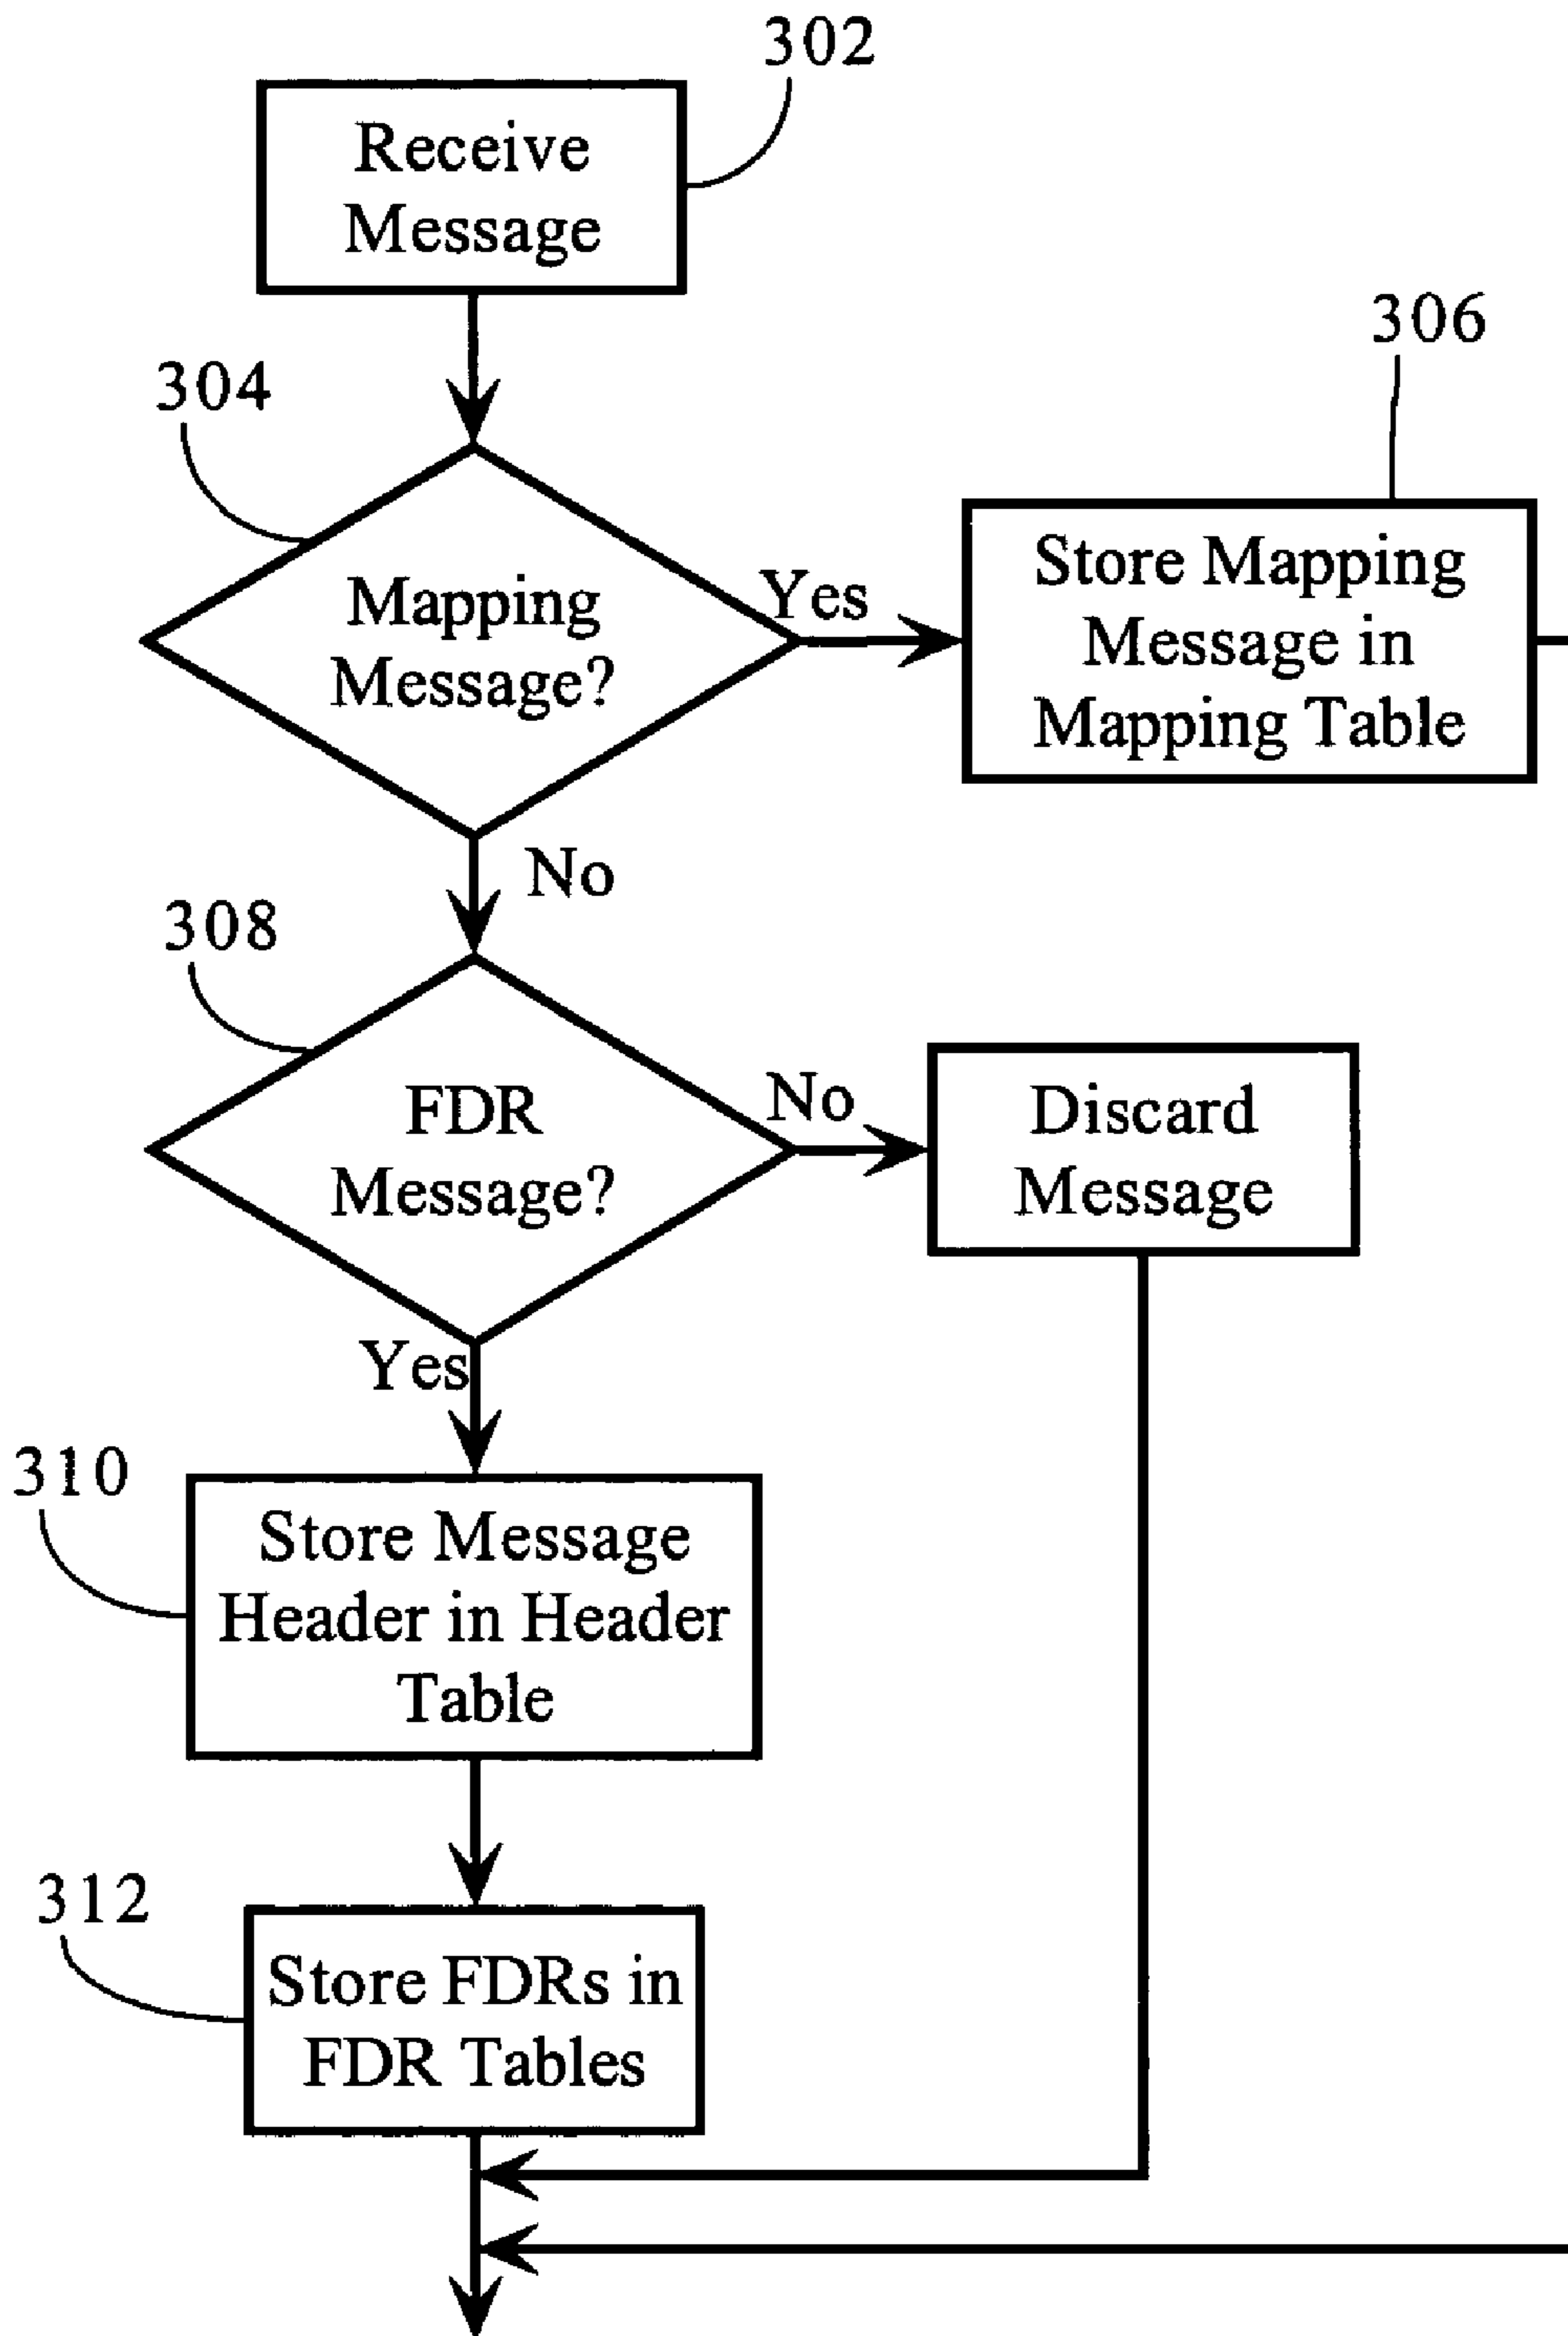 302
Receive
Message
304
306
Mapping
Message?
Yes
Store Mapping
Message in
Mapping Table
No
308
FDR
Message?
No
Discard
Message
Yes
310
Store Message
Header in Header
Table
312
Store FDRs in
FDR Tables